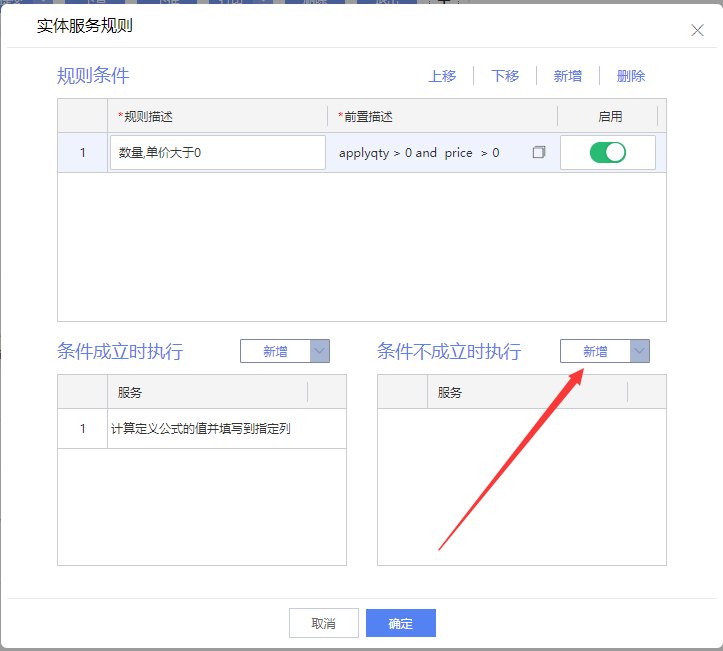 实体服务规则
规则条件
上移 下移 新增 删除
*规则描述 *前置描述 启用
1 数量,单价大于0 applyqty > 0 and price > 0
条件成立时执行 新增
条件不成立时执行 新增
服务
1 计算定义公式的值并填写到指定列
服务
取消 确定